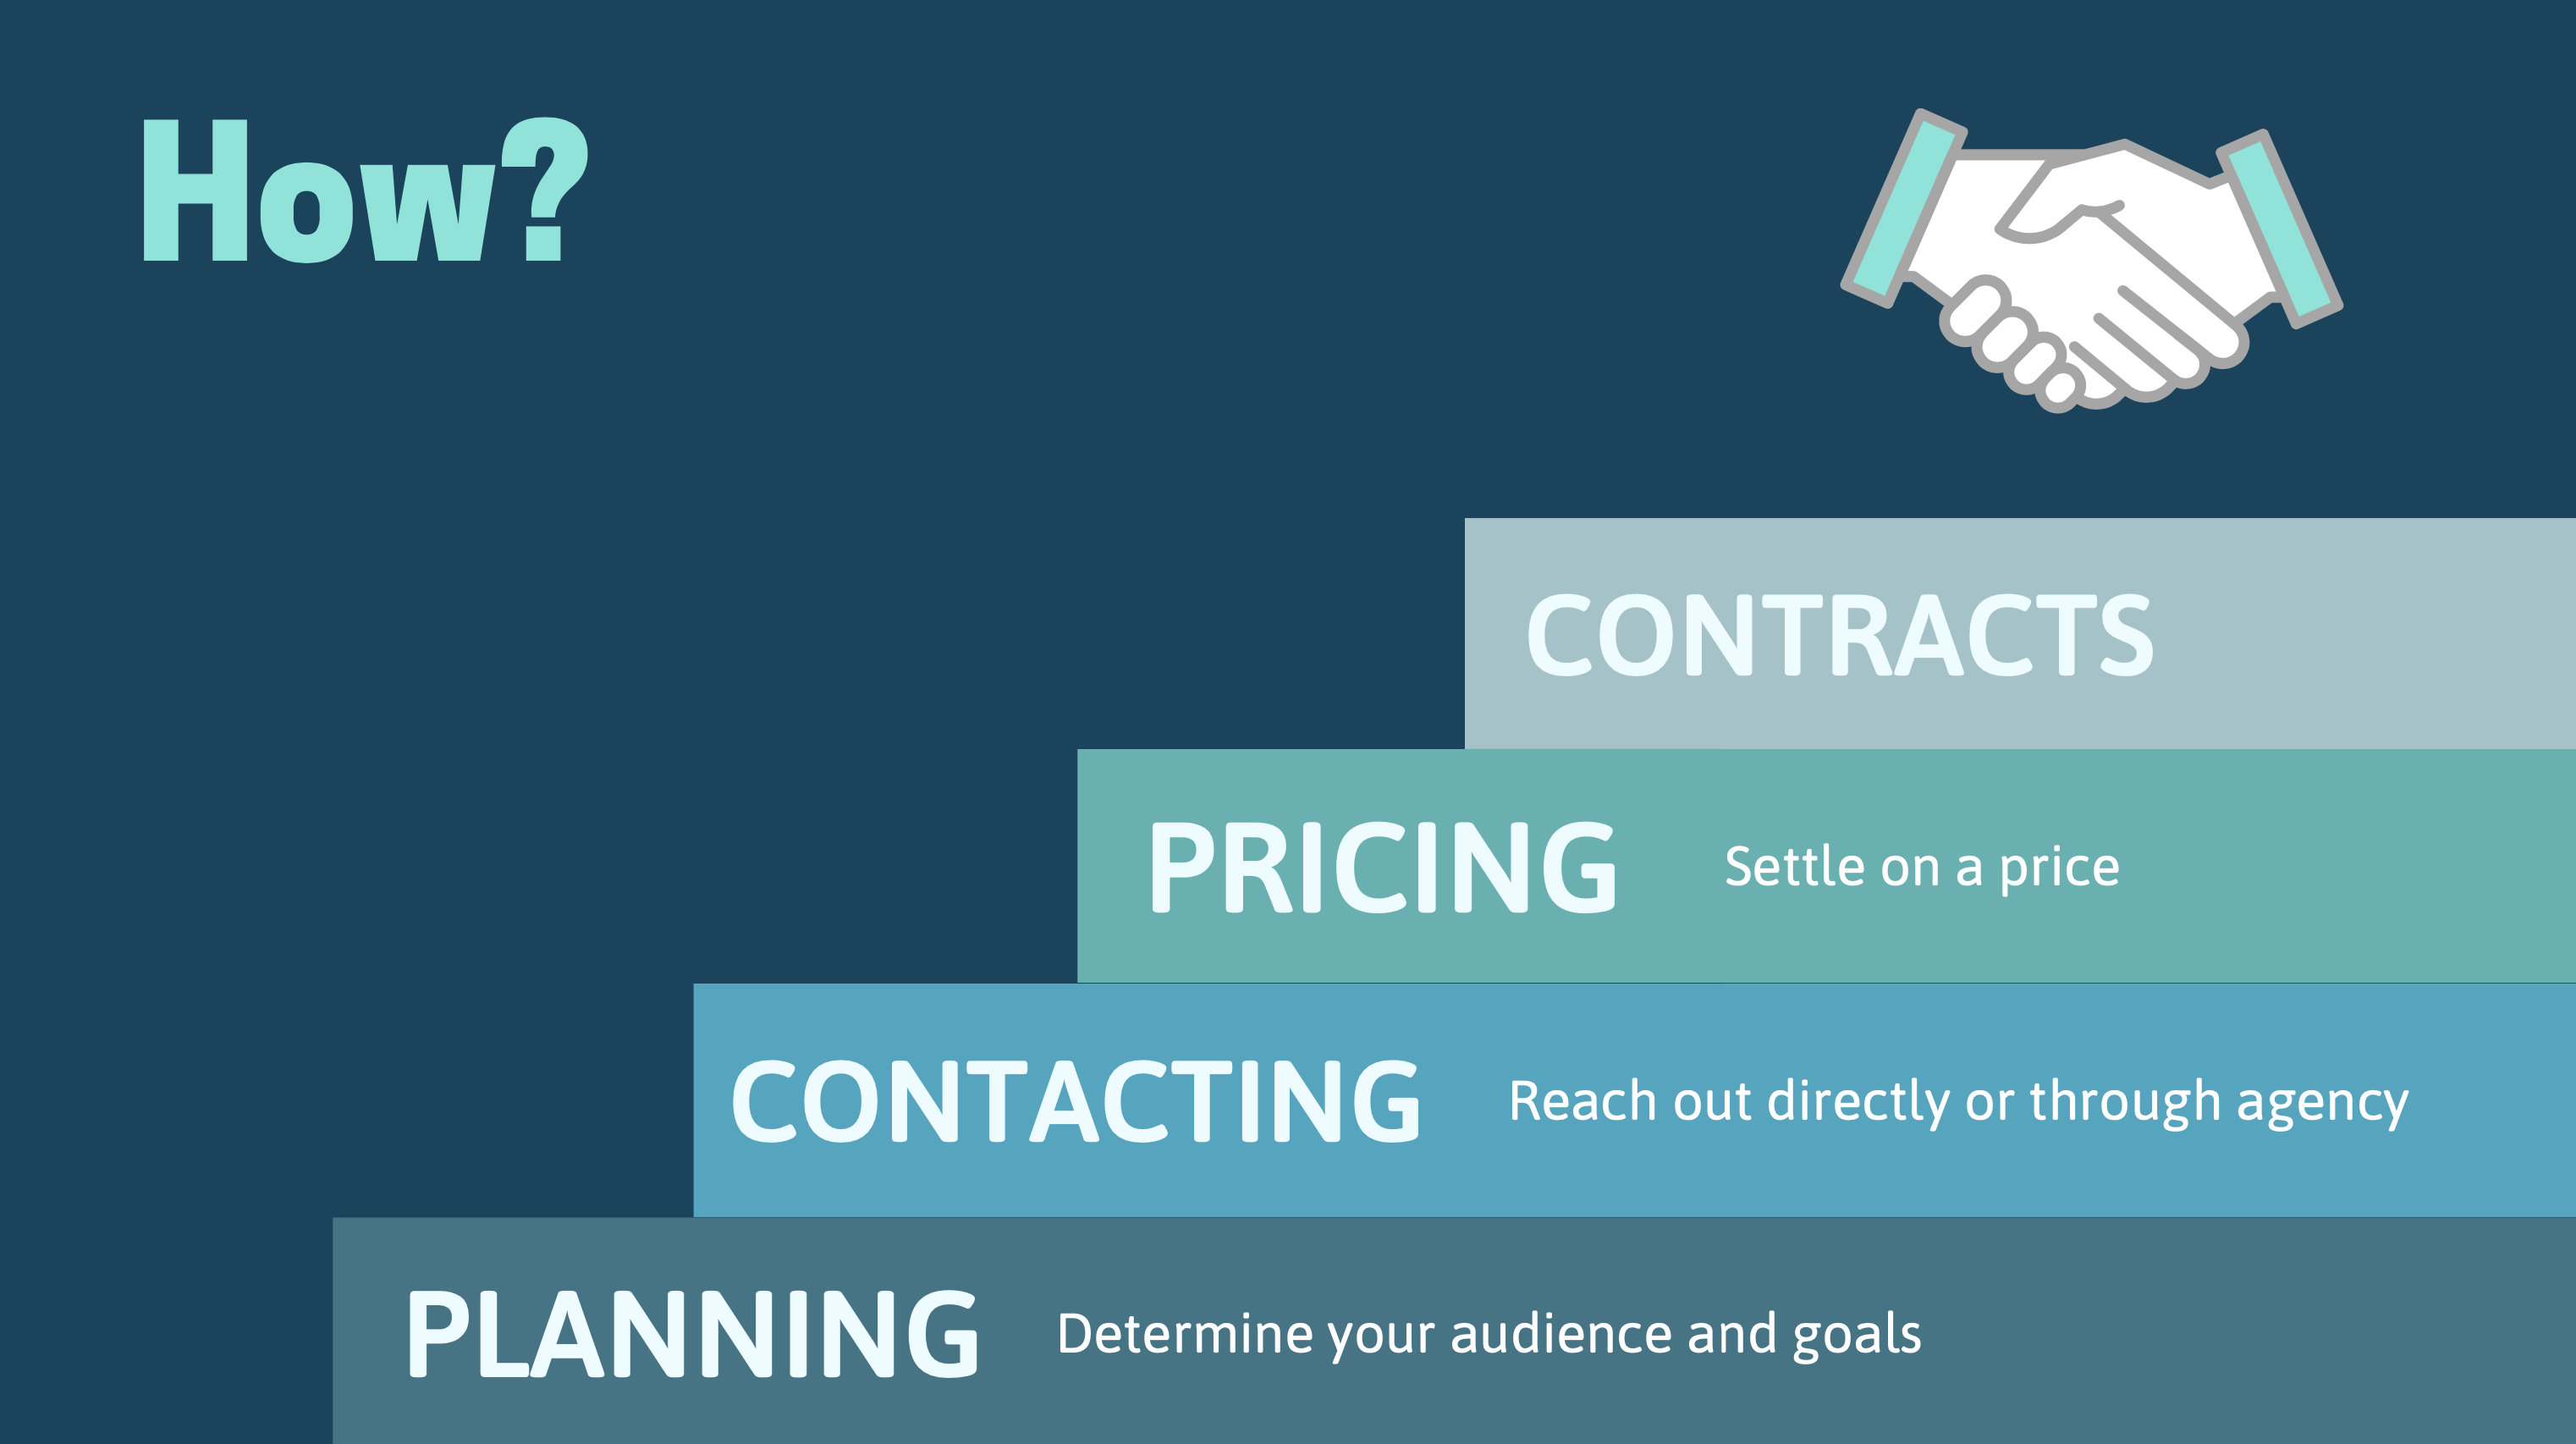 How?
CONTRACTS
PRICING Settle on a price
CONTACTING Reach out directly or through agency
PLANNING Determine your audience and goals